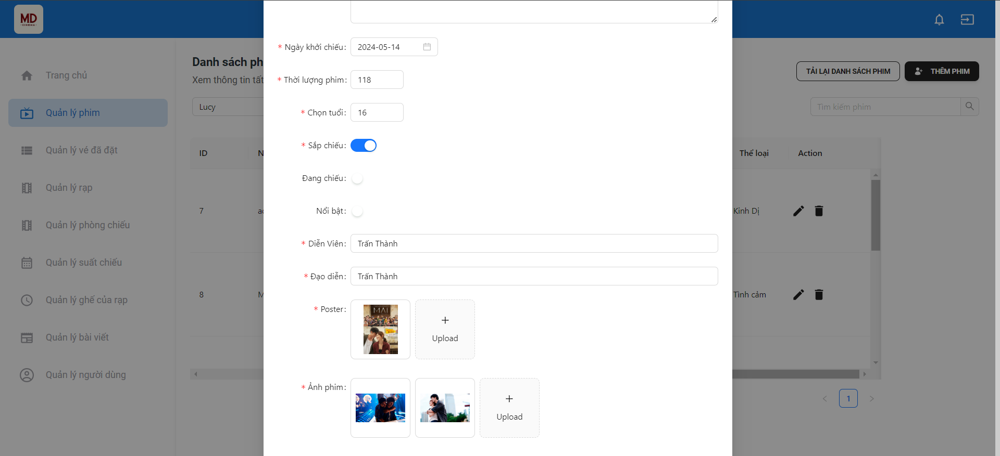 MD
CINEMA
Trang chủ
Quản lý phim
Quản lý vé đã đặt
Quản lý rạp
Quản lý phòng chiếu
Quản lý suất chiếu
Quản lý ghế của rạp
Quản lý bài viết
Quản lý người dùng
Danh sách ph
Xem thông tin tất
Lucy
TẢI LẠI DANH SÁCH PHIM
THÊM PHIM
Tìm kiếm phim
ID
N
Thể loại
Action
7
Kinh Dị
8
M
Tình cảm
1
* Ngày khởi chiếu: 2024-05-14
* Thời lượng phim: 118
* Chọn tuổi: 16
* Sắp chiếu:
Đang chiếu:
Nổi bật:
* Diễn Viên: Trấn Thành
* Đạo diễn: Trấn Thành
* Poster:
MAI
+
Upload
* Ảnh phim:
+
Upload